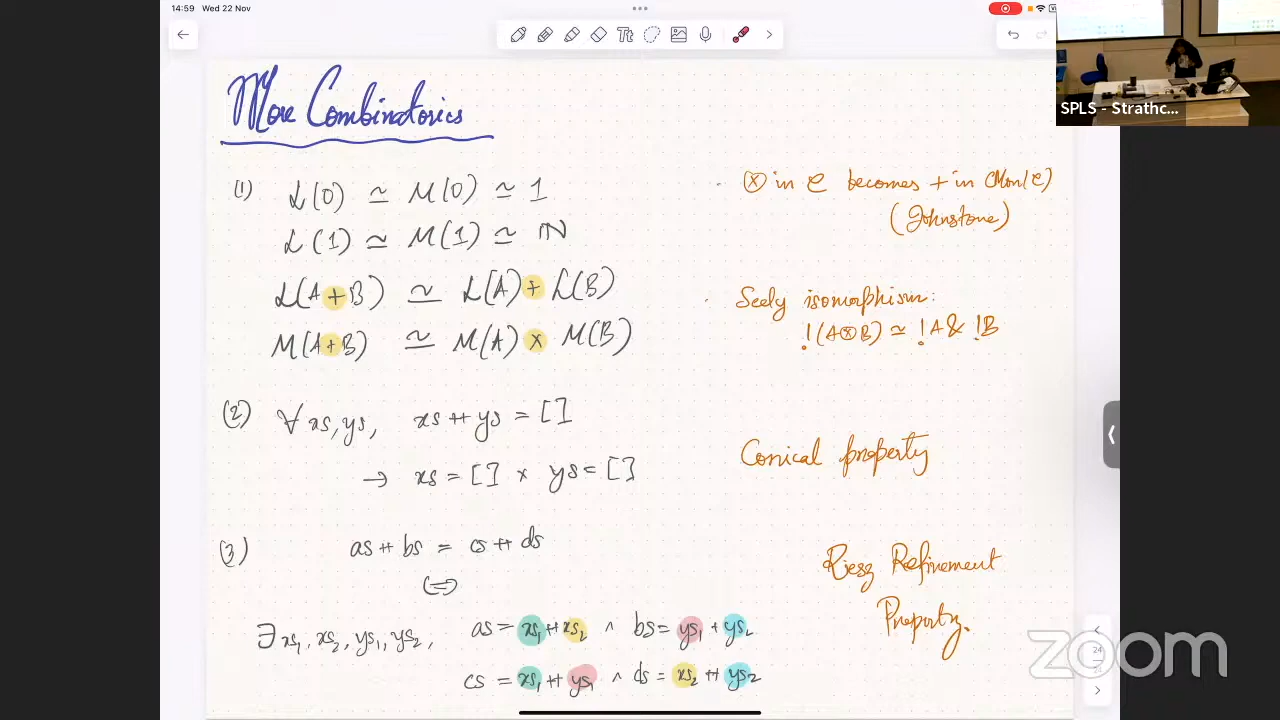 14:59 Wed 22 Nov
SPLS - Strathc...
More Combinatorics
(1) L(0) ≃ M(0) ≃ 1
L(1) ≃ M(1) ≃ ℕ
L(A+B) ≃ L(A) + L(B)
M(A+B) ≃ M(A) × M(B)
⊗ in C becomes + in CMon(C)
(Johnstone)
Seely isomorphism:
!(A⊗B) ≃ !A & !B
(2) ∀ xs, ys, xs ++ ys = []
→ xs = [] × ys = []
Conical property
(3) as ++ bs = cs ++ ds
⟺
∃ xs₁, xs₂, ys₁, ys₂, as = xs₁ ++ xs₂ ∧ bs = ys₁ + ys₂
cs = xs₁ ++ ys₁ ∧ ds = xs₂ ++ ys₂
Riesz Refinement
Property.
24
24
zoom